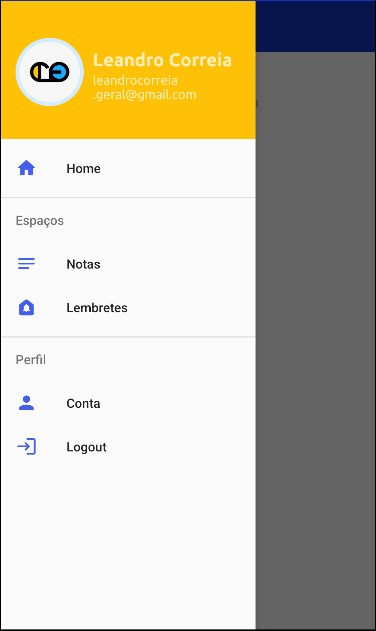 Leandro Correia
leandrocorreia
.geral@gmail.com
Home
Espaços
Notas
Lembretes
Perfil
Conta
Logout